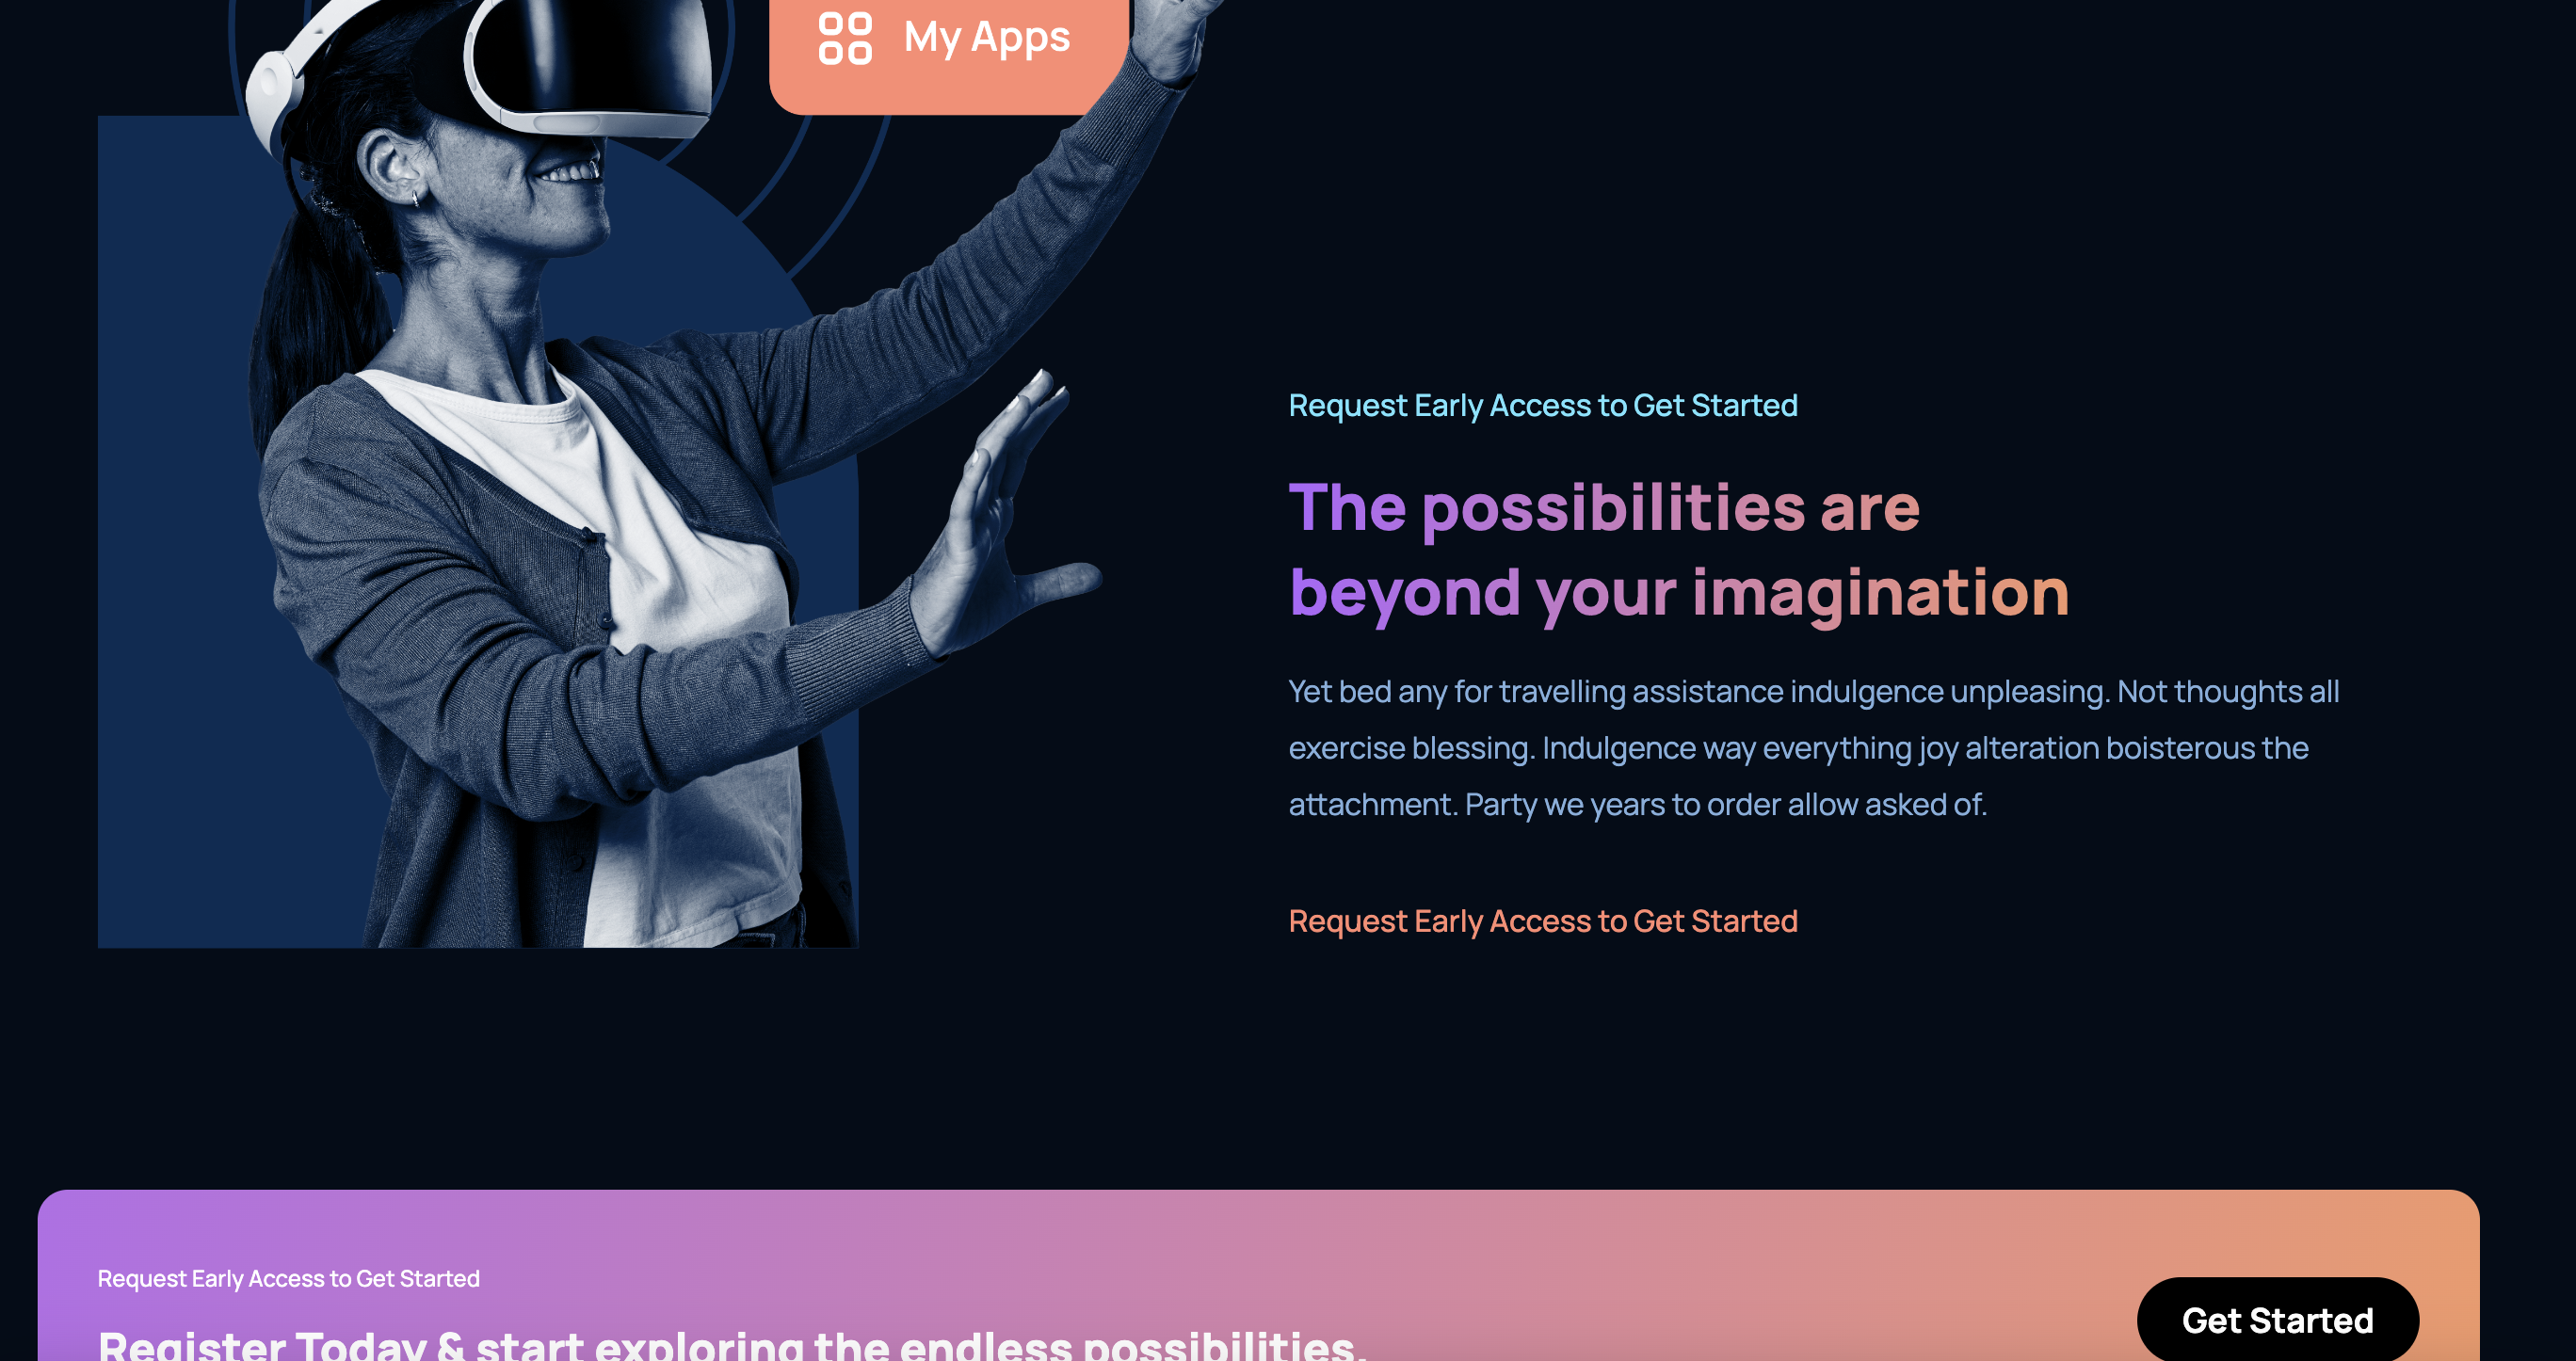 My Apps
Request Early Access to Get Started
The possibilities are
beyond your imagination
Yet bed any for travelling assistance indulgence unpleasing. Not thoughts all
exercise blessing. Indulgence way everything joy alteration boisterous the
attachment. Party we years to order allow asked of.
Request Early Access to Get Started
Request Early Access to Get Started
Register Today & start exploring the endless possibilities.
Get Started